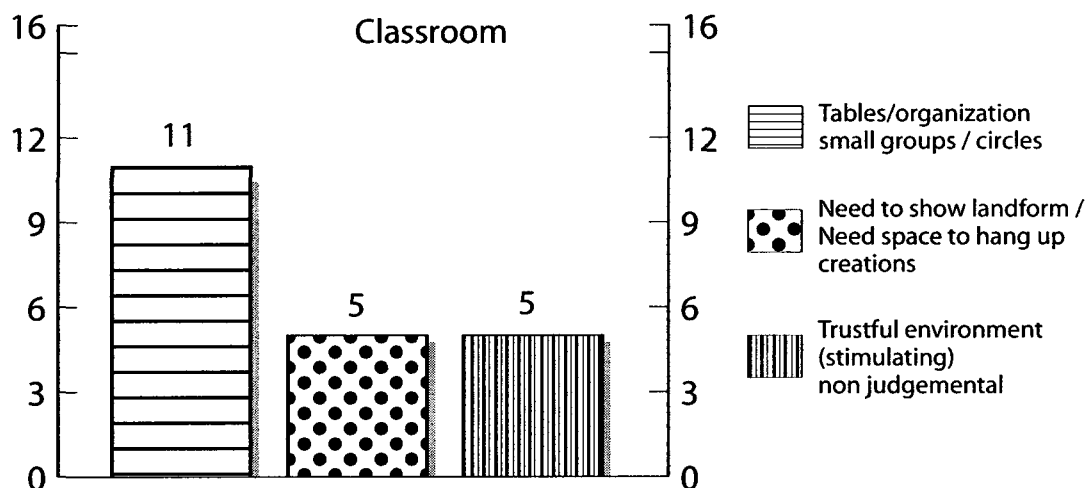 Classroom
16
12
9
6
3
0
11
5
5
16
12
9
6
3
0
Tables/organization
small groups / circles
Need to show landform /
Need space to hang up
creations
Trustful environment
(stimulating)
non judgemental